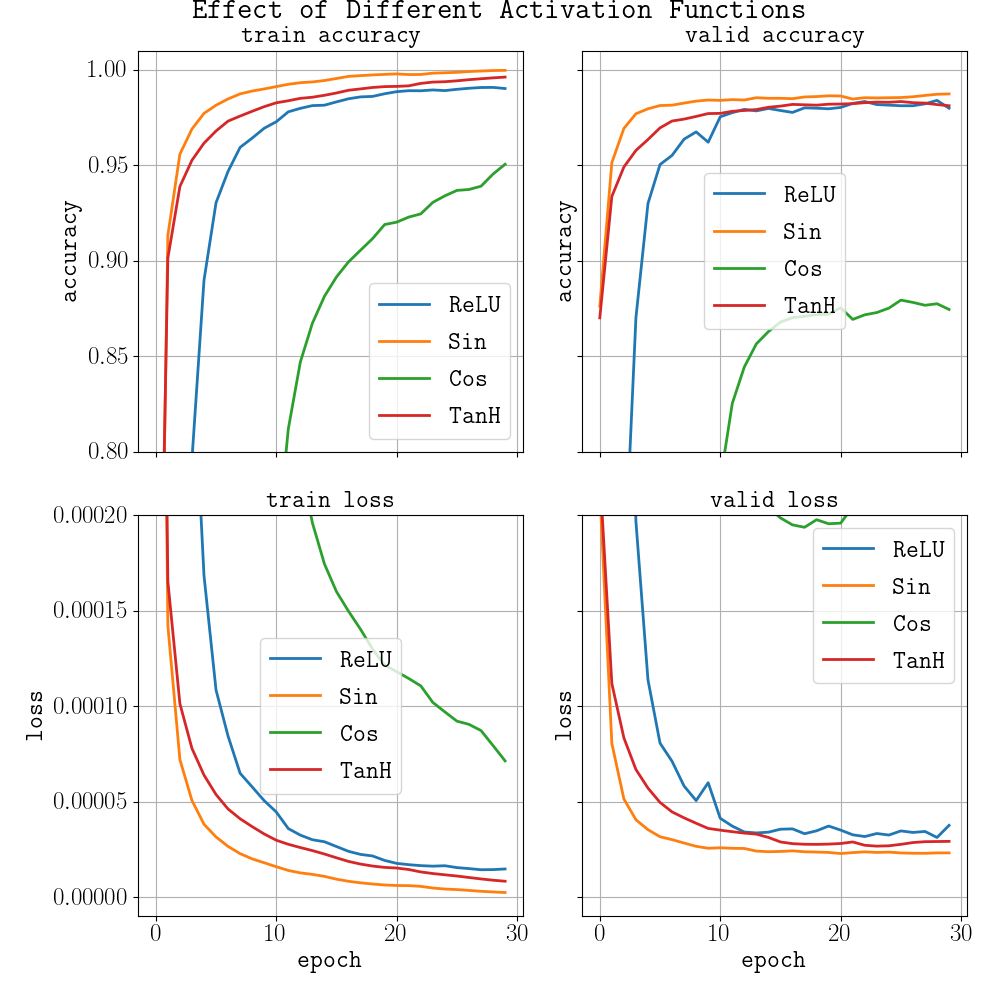 Effect of Different Activation Functions
train accuracy
valid accuracy
1.00
0.95
0.90
0.85
0.80
accuracy
ReLU
Sin
Cos
TanH
accuracy
ReLU
Sin
Cos
TanH
train loss
valid loss
0.00020
0.00015
0.00010
0.00005
0.00000
loss
ReLU
Sin
Cos
TanH
0
10
20
30
epoch
loss
ReLU
Sin
Cos
TanH
0
10
20
30
epoch